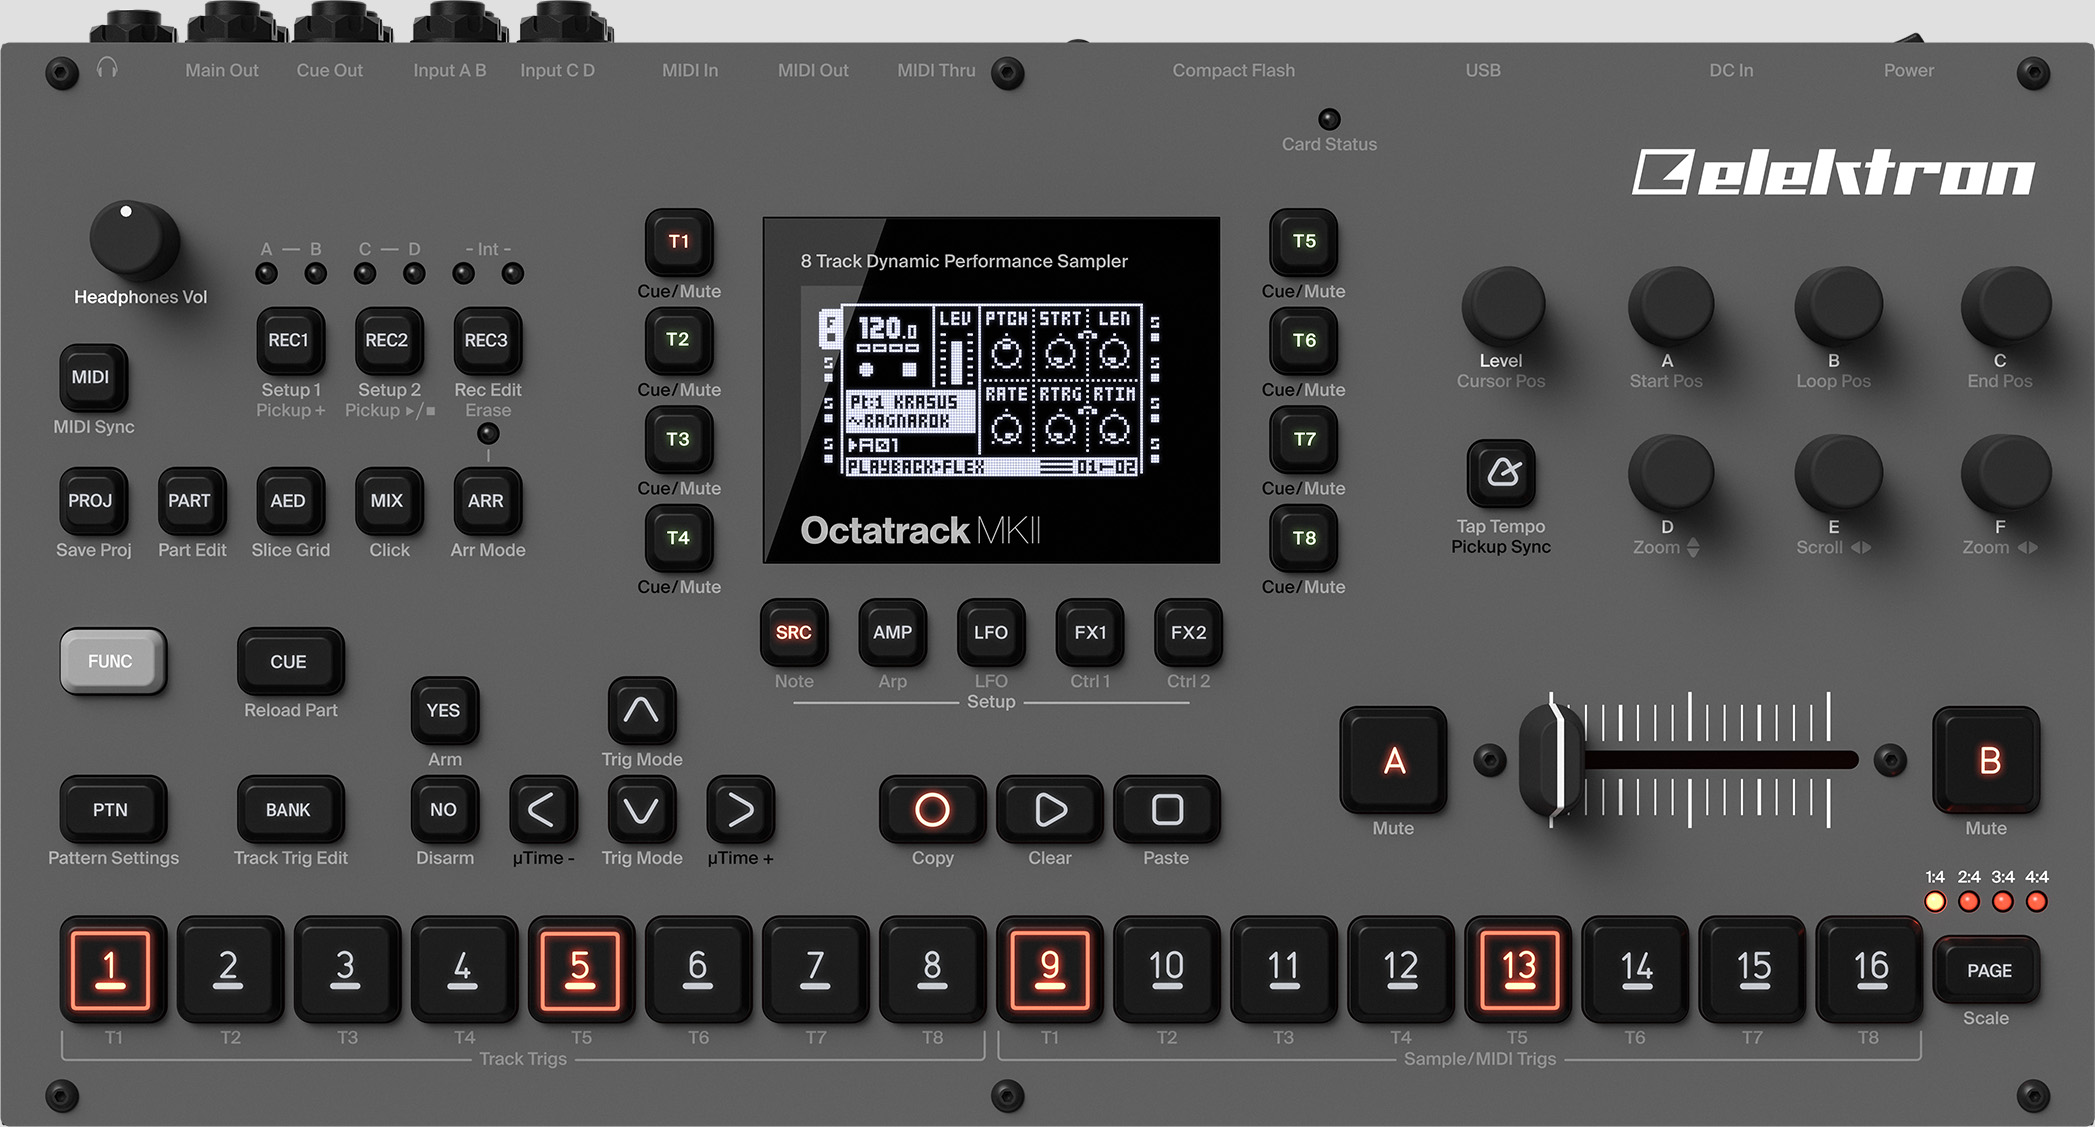 Main Out Cue Out Input A B Input C D MIDI In MIDI Out MIDI Thru Compact Flash USB DC In Power
Card Status
elektron
Headphones Vol
A B C D - Int -
REC1 REC2 REC3
Setup 1 Setup 2 Rec Edit
Pickup + Pickup / Erase
MIDI
MIDI Sync
PROJ PART AED MIX ARR
Save Proj Part Edit Slice Grid Click Arr Mode
T1
Cue/Mute
T2
Cue/Mute
T3
Cue/Mute
T4
Cue/Mute
8 Track Dynamic Performance Sampler
120.0 LEV PTCH STRT LEN
RATE RTRG RTIM
Pt:1 KRASUS
~RAGNAROK
A01
PLAYBACK FLEX 01-02
Octatrack MKII
T5
Cue/Mute
T6
Cue/Mute
T7
Cue/Mute
T8
Cue/Mute
Level A B C
Cursor Pos Start Pos Loop Pos End Pos
Tap Tempo D E F
Pickup Sync Zoom Scroll Zoom
SRC AMP LFO FX1 FX2
Note Arp LFO Ctrl 1 Ctrl 2
Setup
FUNC CUE
Reload Part
YES
Arm Trig Mode
PTN BANK NO
Pattern Settings Track Trig Edit Disarm µTime - Trig Mode µTime +
Copy Clear Paste
A B
Mute Mute
1:4 2:4 3:4 4:4
1 2 3 4 5 6 7 8 9 10 11 12 13 14 15 16 PAGE
Scale
T1 T2 T3 T4 T5 T6 T7 T8 T1 T2 T3 T4 T5 T6 T7 T8
Track Trigs Sample/MIDI Trigs